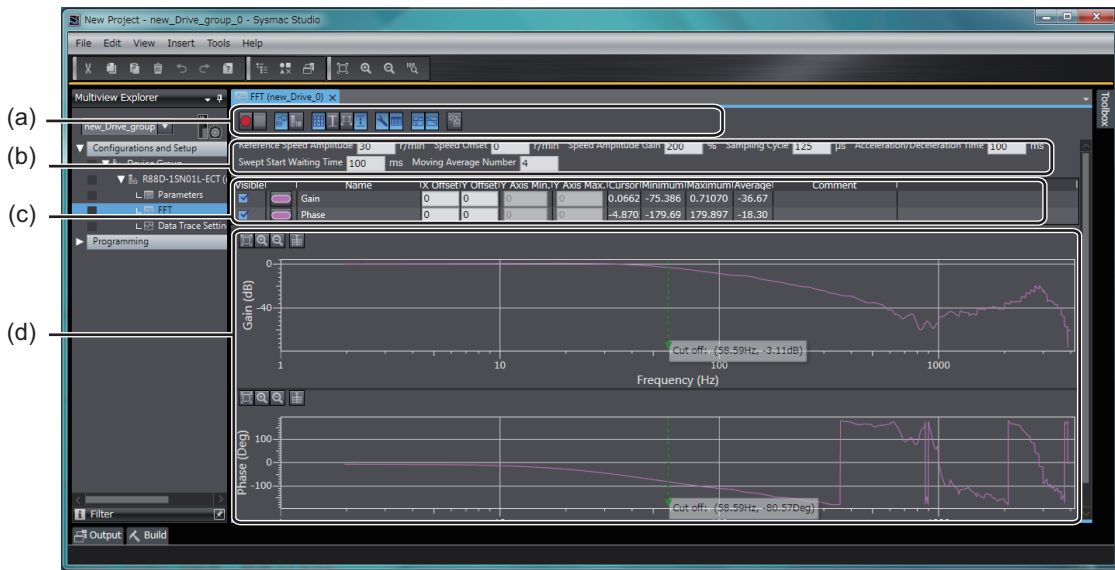 New Project - new_Drive_group_0 - Sysmac Studio
File Edit View Insert Tools Help
Multiview Explorer
FFT (new_Drive_0)
Toolbox
(a)
new_Drive_group
(b)
Reference Speed Amplitude 30 r/min Speed Offset 0 r/min Speed Amplitude Gain 200 % Sampling Cycle 125 µs Acceleration/Deceleration Time 100 ms
Swept Start Waiting Time 100 ms Moving Average Number 4
Configurations and Setup
Device Group
R88D-1SN01L-ECT (
Parameters
FFT
Data Trace Settin
Programming
(c)
Visible Name X Offset Y Offset Y Axis Min. Y Axis Max. Cursor Minimum Maximum Average Comment
Gain 0 0 0 0 0.0662 -75.386 0.71070 -36.67
Phase 0 0 0 0 -4.870 -179.69 179.897 -18.30
(d)
0
-40
Gain (dB)
Cut off: (58.59Hz, -3.11dB)
1 10 100 1000
Frequency (Hz)
100
0
-100
Phase (Deg)
Cut off: (58.59Hz, -80.57Deg)
1 10 100 1000
Filter
Output Build